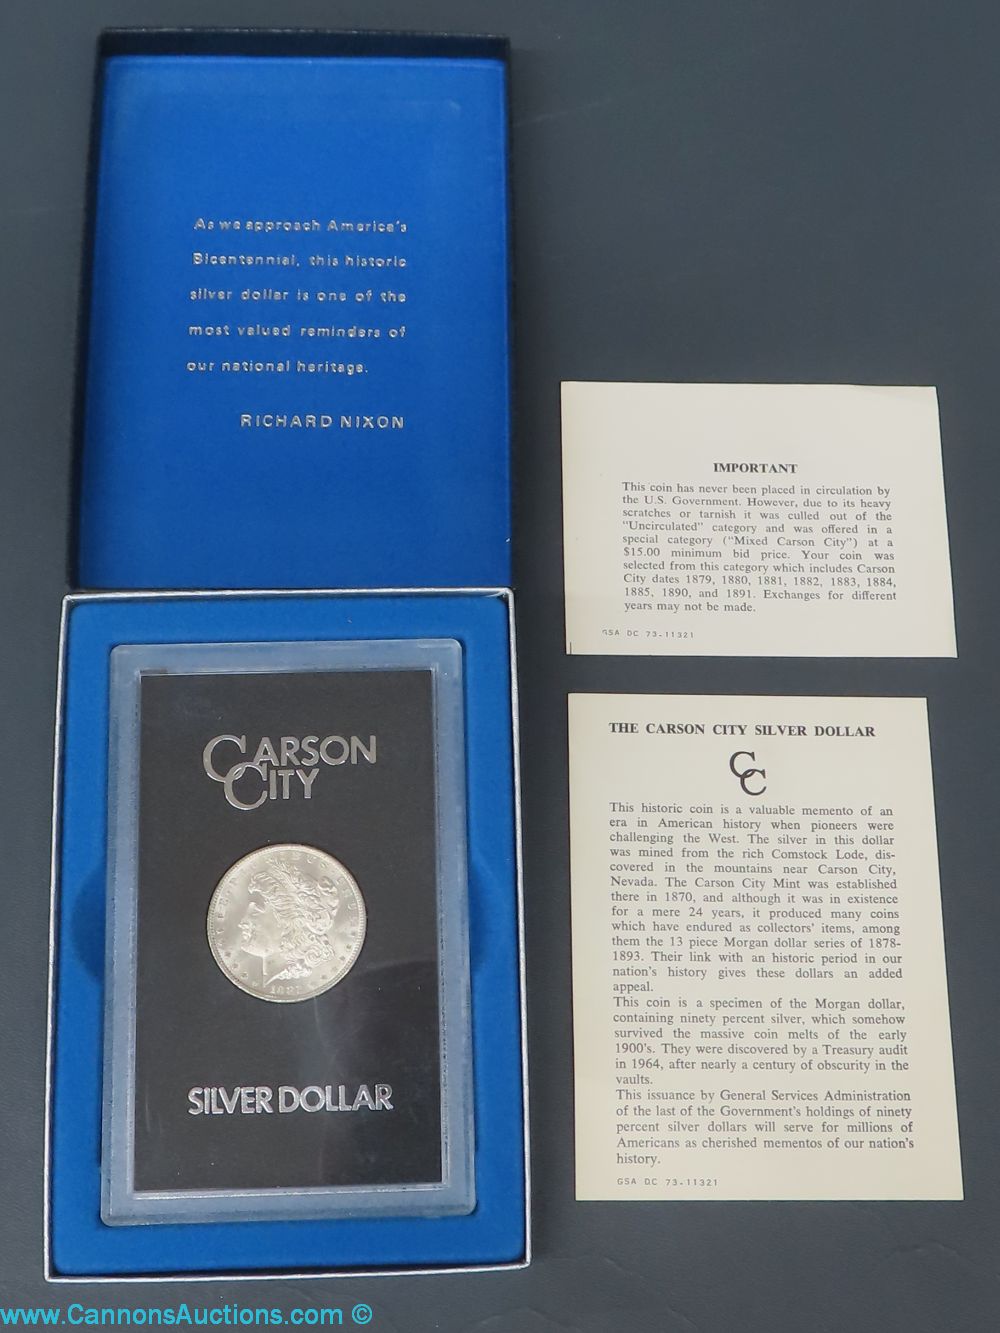 As we approach America's
Bicentennial, this historic
silver dollar is one of the
most valued reminders of
our national heritage.
RICHARD NIXON
CARSON
CITY
SILVER DOLLAR
IMPORTANT
This coin has never been placed in circulation by
the U.S. Government. However, due to its heavy
scratches or tarnish it was culled out of the
"Uncirculated" category and was offered in a
special category ("Mixed Carson City") at a
$15.00 minimum bid price. Your coin was
selected from this category which includes Carson
City dates 1879, 1880, 1881, 1882, 1883, 1884,
1885, 1890, and 1891. Exchanges for different
years may not be made.
GSA DC 73-11321
THE CARSON CITY SILVER DOLLAR
CC
This historic coin is a valuable memento of an
era in American history when pioneers were
challenging the West. The silver in this dollar
was mined from the rich Comstock Lode, dis-
covered in the mountains near Carson City,
Nevada. The Carson City Mint was established
there in 1870, and although it was in existence
for a mere 24 years, it produced many coins
which have endured as collectors' items, among
them the 13 piece Morgan dollar series of 1878-
1893. Their link with an historic period in our
nation's history gives these dollars an added
appeal.
This coin is a specimen of the Morgan dollar,
containing ninety percent silver, which somehow
survived the massive coin melts of the early
1900's. They were discovered by a Treasury audit
in 1964, after nearly a century of obscurity in the
vaults.
This issuance by General Services Administration
of the last of the Government's holdings of ninety
percent silver dollars will serve for millions of
Americans as cherished mementos of our nation's
history.
GSA DC 73-11321
www.CannonsAuctions.com ©